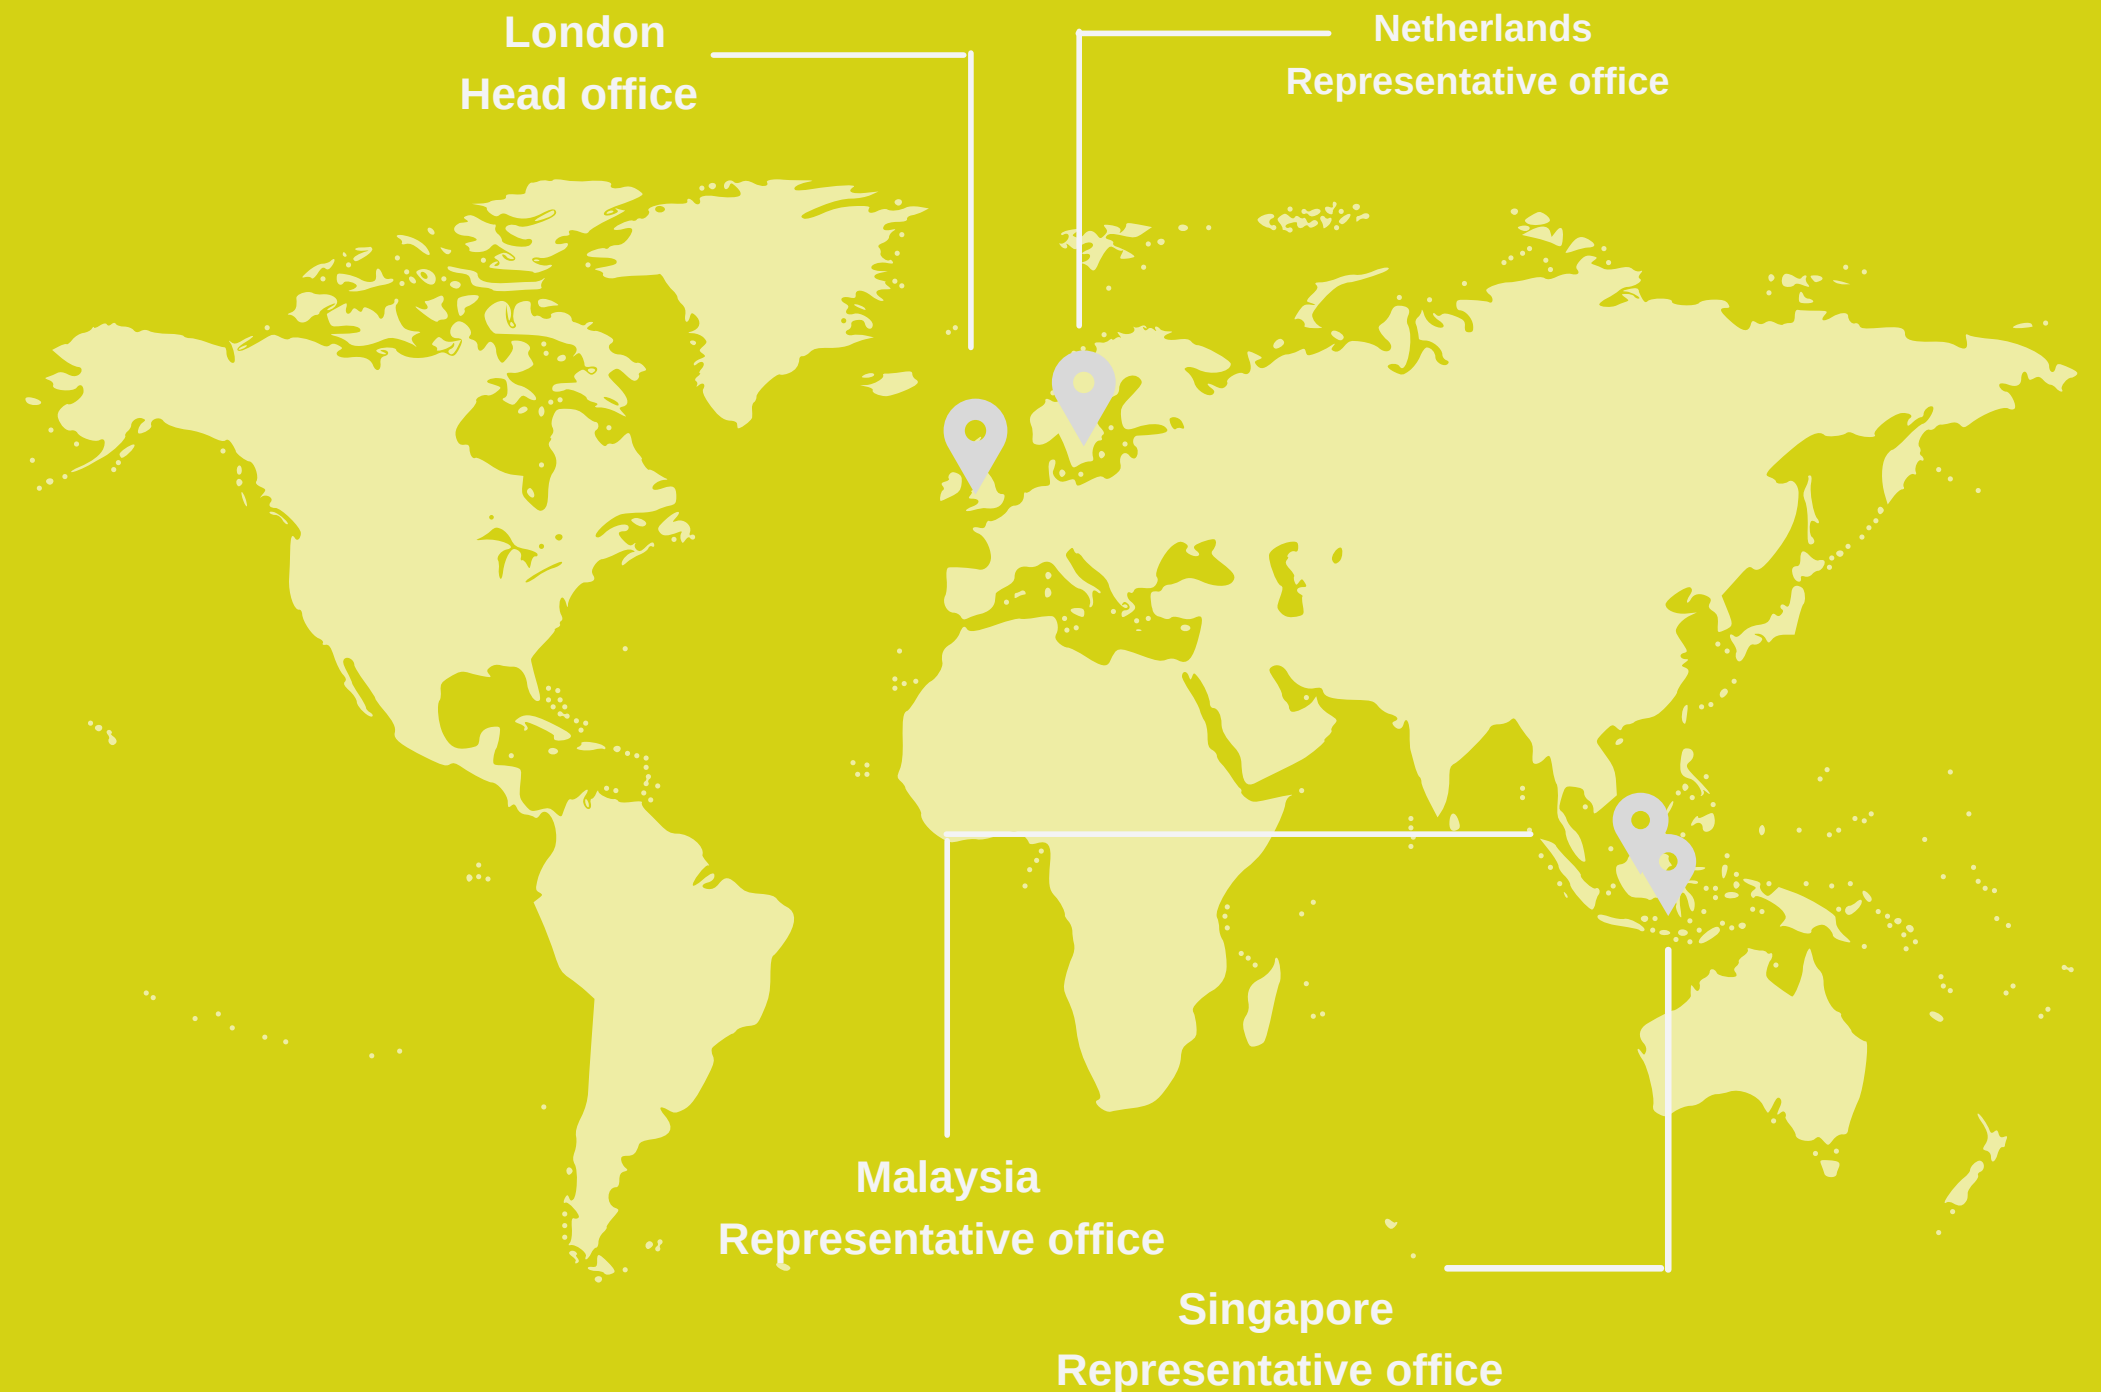 London
Head office
Netherlands
Representative office
Malaysia
Representative office
Singapore
Representative office